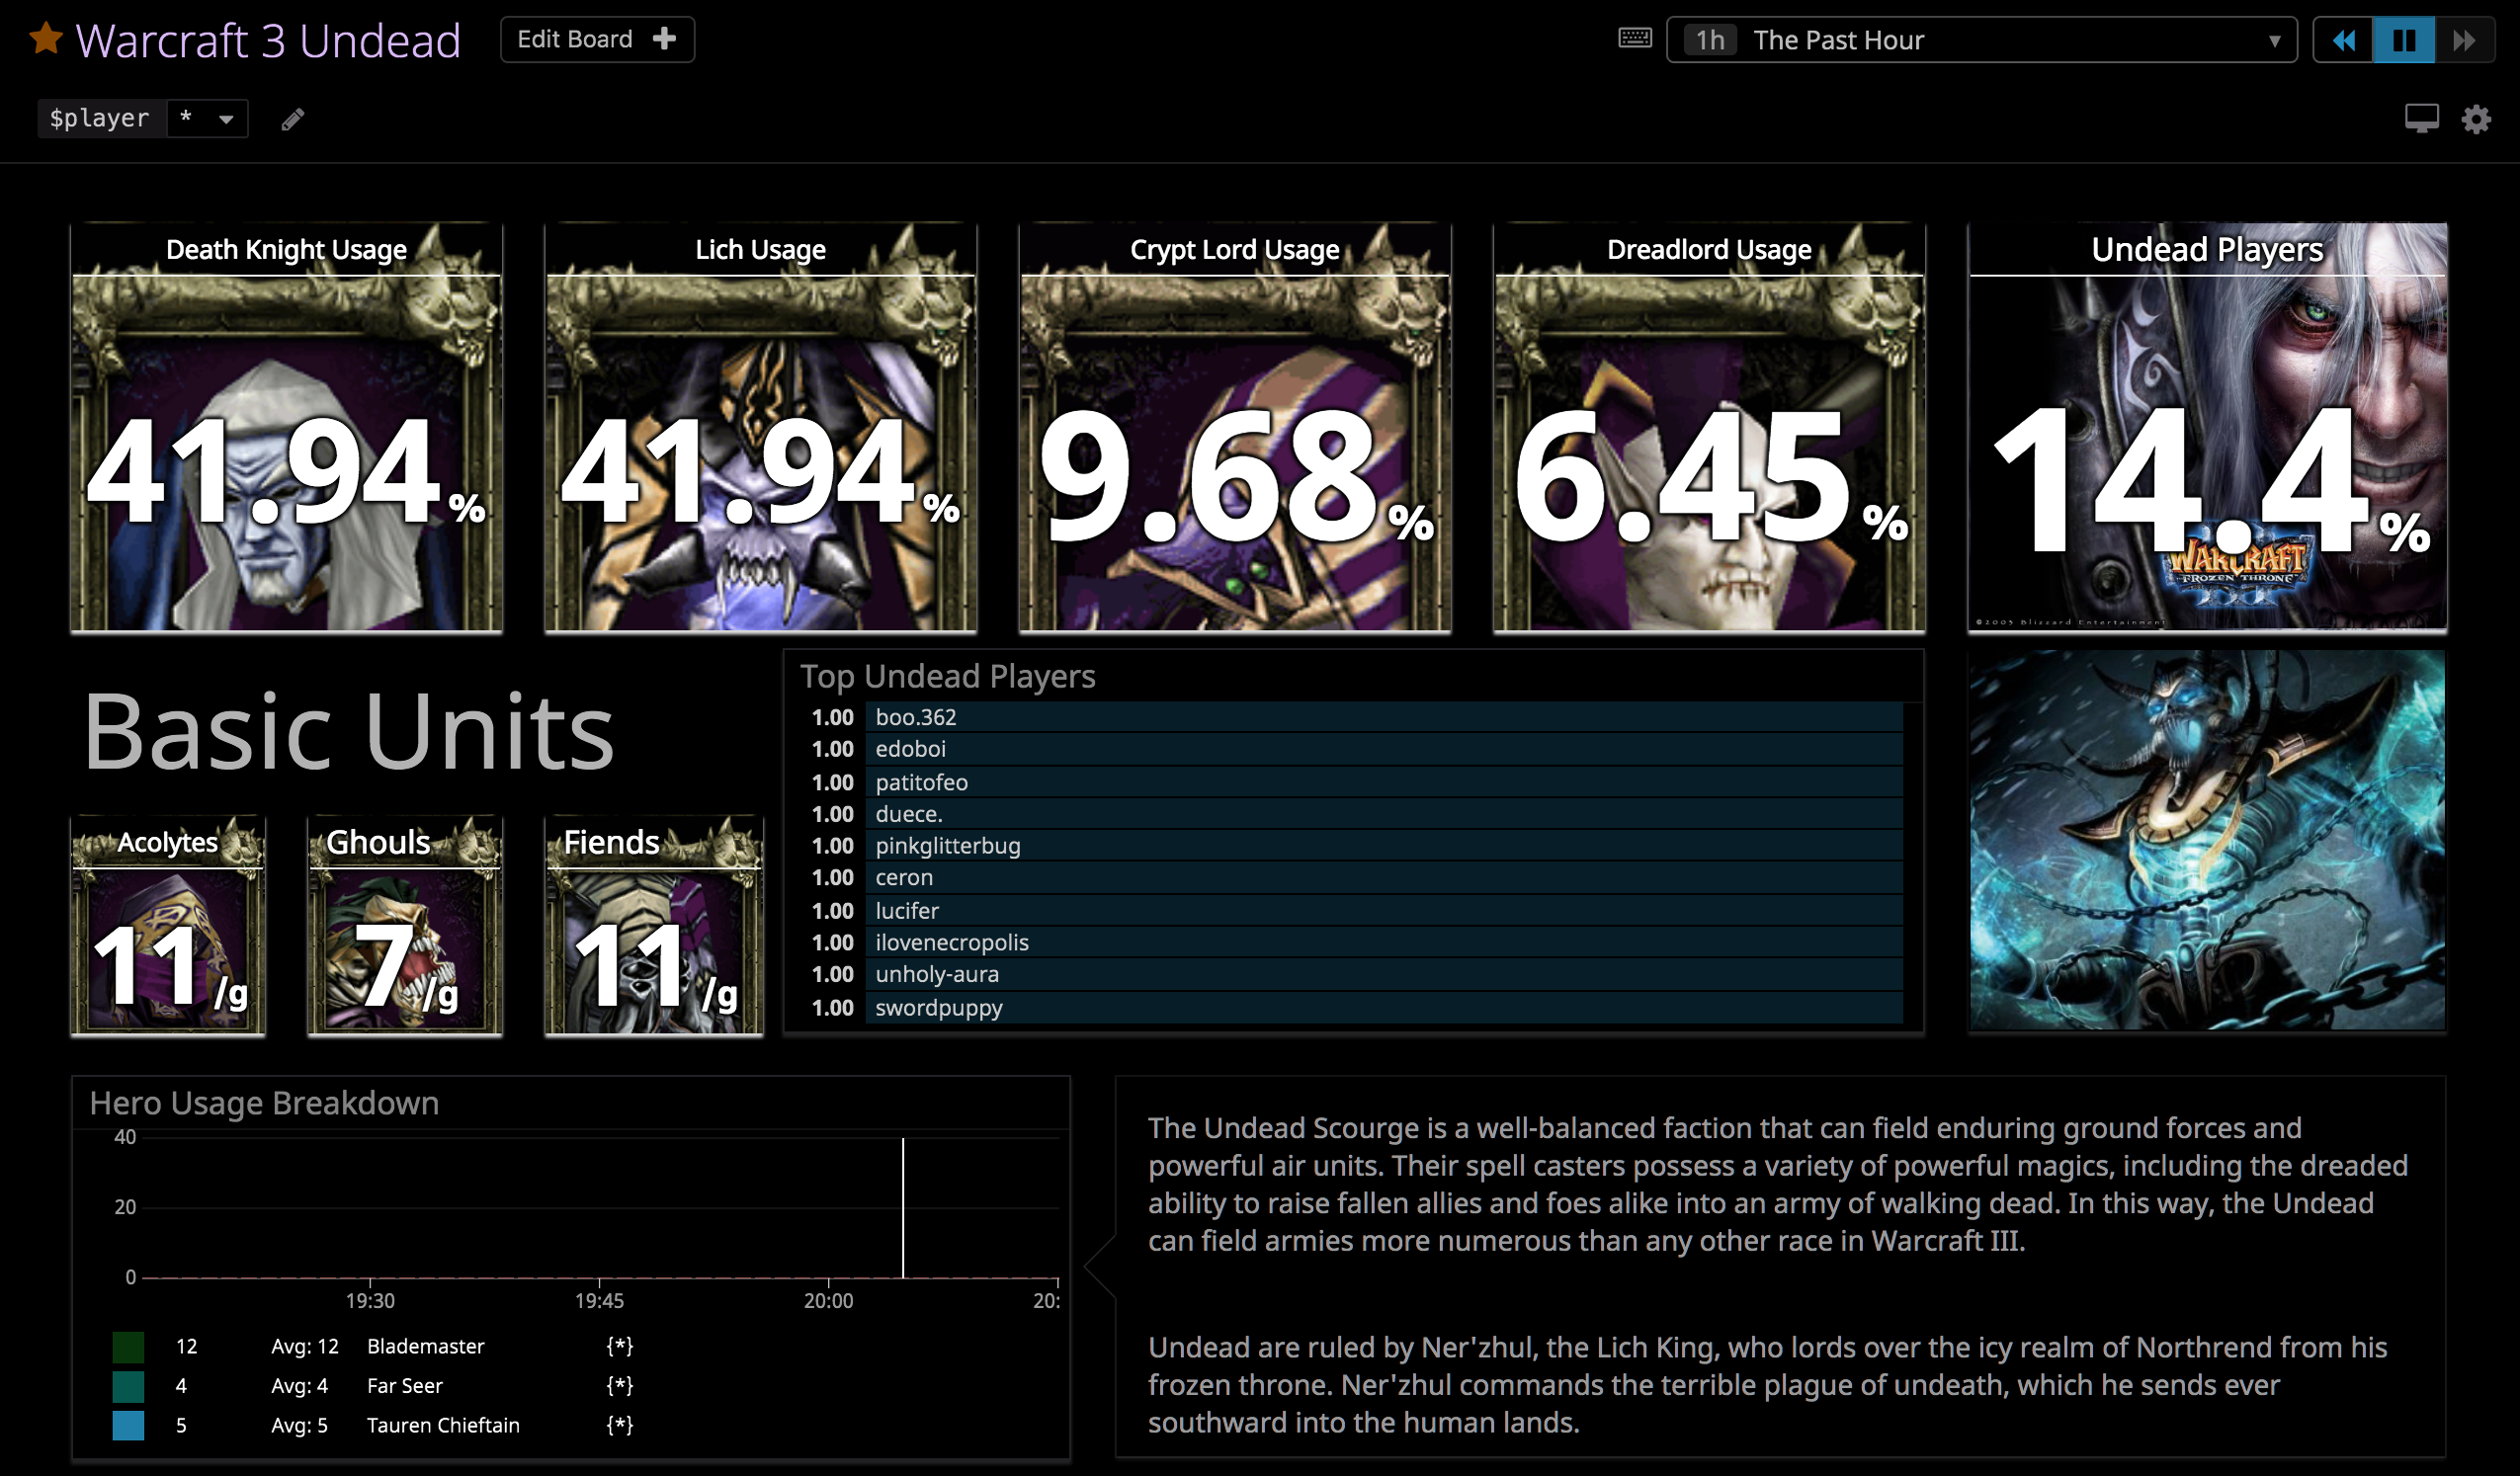 Warcraft 3 Undead
Edit Board
1h The Past Hour
$player *
Death Knight Usage
41.94%
Lich Usage
41.94%
Crypt Lord Usage
9.68%
Dreadlord Usage
6.45%
Undead Players
14.4%
WARCRAFT
FROZEN THRONE
III
©2003 Blizzard Entertainment
Basic Units
Acolytes
11/g
Ghouls
7/g
Fiends
11/g
Top Undead Players
1.00 boo.362
1.00 edoboi
1.00 patitofeo
1.00 duece.
1.00 pinkglitterbug
1.00 ceron
1.00 lucifer
1.00 ilovenecropolis
1.00 unholy-aura
1.00 swordpuppy
Hero Usage Breakdown
40
20
0
19:30 19:45 20:00 20:
12 Avg: 12 Blademaster {*}
4 Avg: 4 Far Seer {*}
5 Avg: 5 Tauren Chieftain {*}
The Undead Scourge is a well-balanced faction that can field enduring ground forces and
powerful air units. Their spell casters possess a variety of powerful magics, including the dreaded
ability to raise fallen allies and foes alike into an army of walking dead. In this way, the Undead
can field armies more numerous than any other race in Warcraft III.
Undead are ruled by Ner'zhul, the Lich King, who lords over the icy realm of Northrend from his
frozen throne. Ner'zhul commands the terrible plague of undeath, which he sends ever
southward into the human lands.